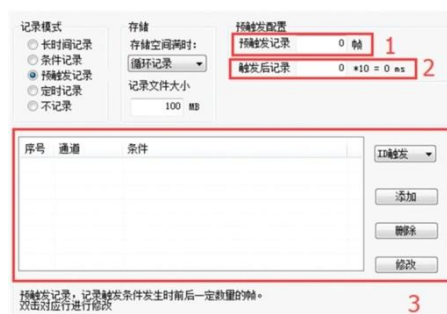 记录模式
长时间记录
条件记录
预触发记录
定时记录
不记录
存储
存储空间满时:
循环记录
记录文件大小
100 MB
预触发配置
预触发记录 0 帧 1
触发后记录 0 *10 = 0 ms 2
序号 通道 条件
ID触发
添加
删除
修改
3
预触发记录，记录触发条件发生时前后一定数量的帧。
双击对应行进行修改